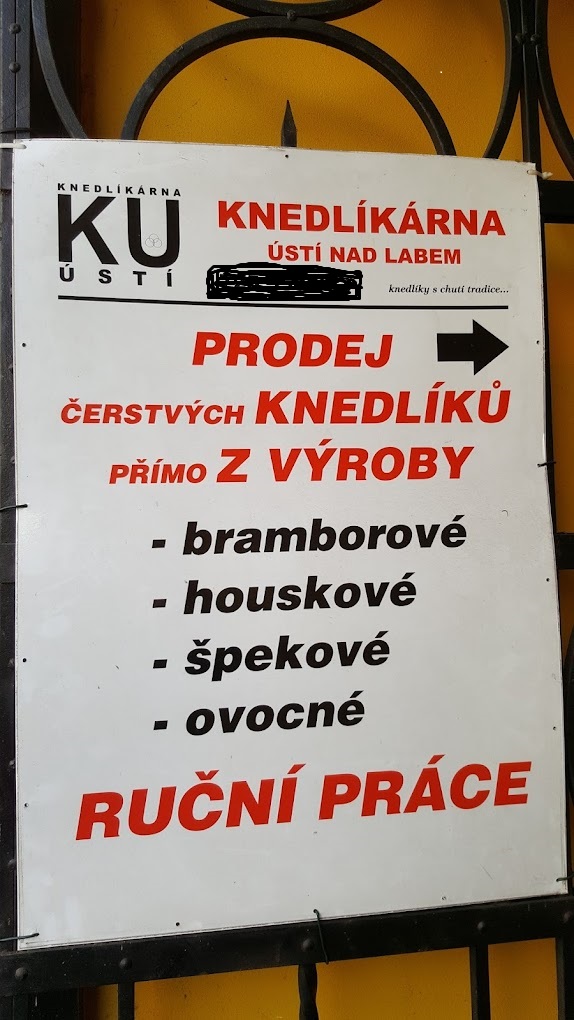 KNEDLÍKÁRNA
KU
ÚSTÍ
KNEDLÍKÁRNA
ÚSTÍ NAD LABEM
knedlíky s chutí tradice...
PRODEJ
ČERSTVÝCH KNEDLÍKŮ
PŘÍMO Z VÝROBY
- bramborové
- houskové
- špekové
- ovocné
RUČNÍ PRÁCE